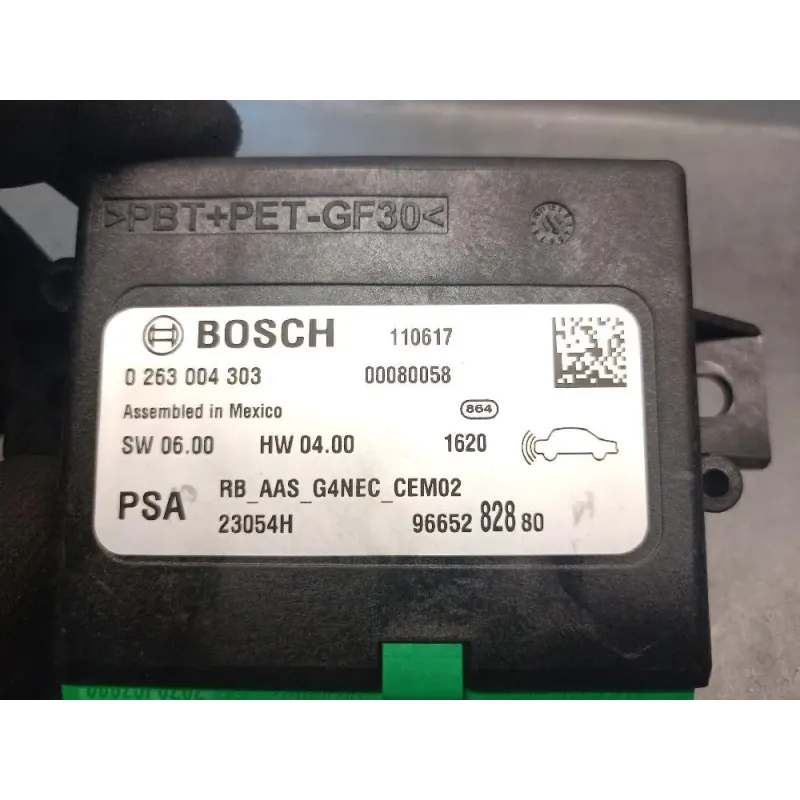 >PBT+PET-GF30<
BOSCH 110617
0 263 004 303 00080058
Assembled in Mexico 864
SW 06.00 HW 04.00 1620
PSA RB_AAS_G4NEC_CEM02
23054H 96652 828 80